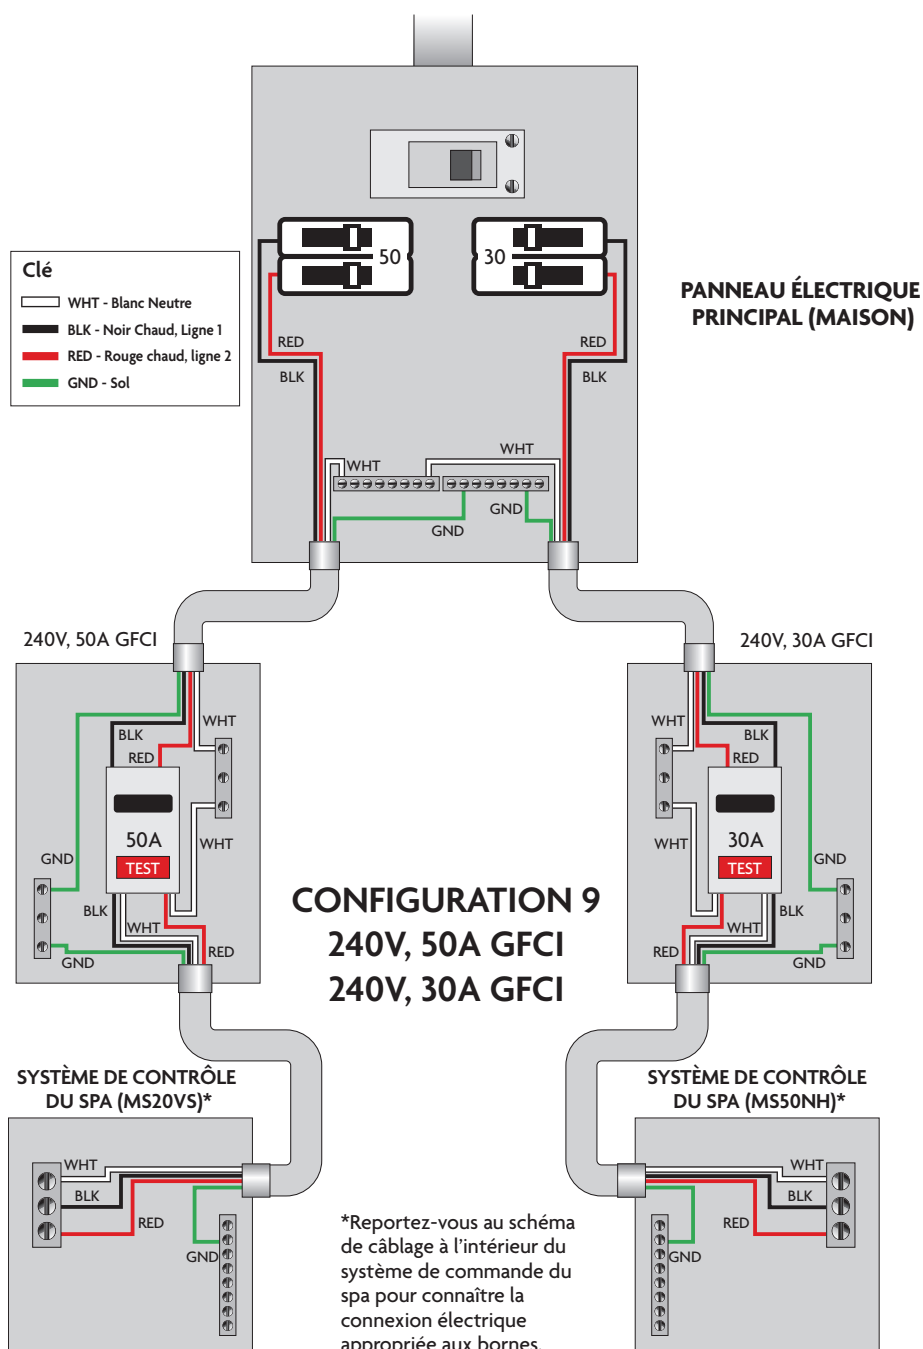 50
30
Clé
WHT - Blanc Neutre
BLK - Noir Chaud, Ligne 1
RED - Rouge chaud, ligne 2
GND - Sol
PANNEAU ÉLECTRIQUE
PRINCIPAL (MAISON)
RED
RED
BLK
BLK
WHT
WHT
GND
GND
240V, 50A GFCI
240V, 30A GFCI
WHT
BLK
RED
50A
TEST
WHT
GND
BLK
WHT
RED
GND
WHT
BLK
RED
30A
TEST
WHT
GND
BLK
WHT
RED
GND
CONFIGURATION 9
240V, 50A GFCI
240V, 30A GFCI
SYSTÈME DE CONTRÔLE
DU SPA (MS20VS)*
WHT
BLK
RED
GND
SYSTÈME DE CONTRÔLE
DU SPA (MS50NH)*
WHT
BLK
RED
GND
*Reportez-vous au schéma
de câblage à l’intérieur du
système de commande du
spa pour connaître la
connexion électrique
appropriée aux bornes.